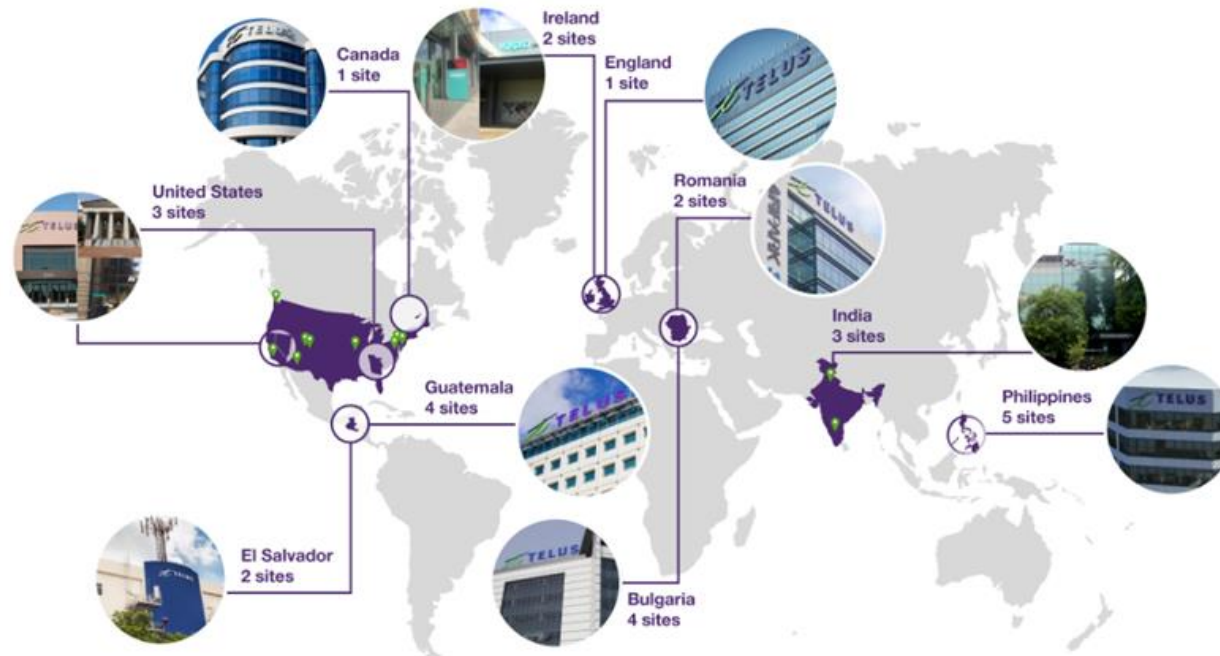 Ireland
2 sites
Canada
1 site
England
1 site
TELUS
TELUS
United States
3 sites
Romania
2 sites
TELUS
TELUS
India
3 sites
Guatemala
4 sites
TELUS
Philippines
5 sites
TELUS
El Salvador
2 sites
TELUS
Bulgaria
4 sites